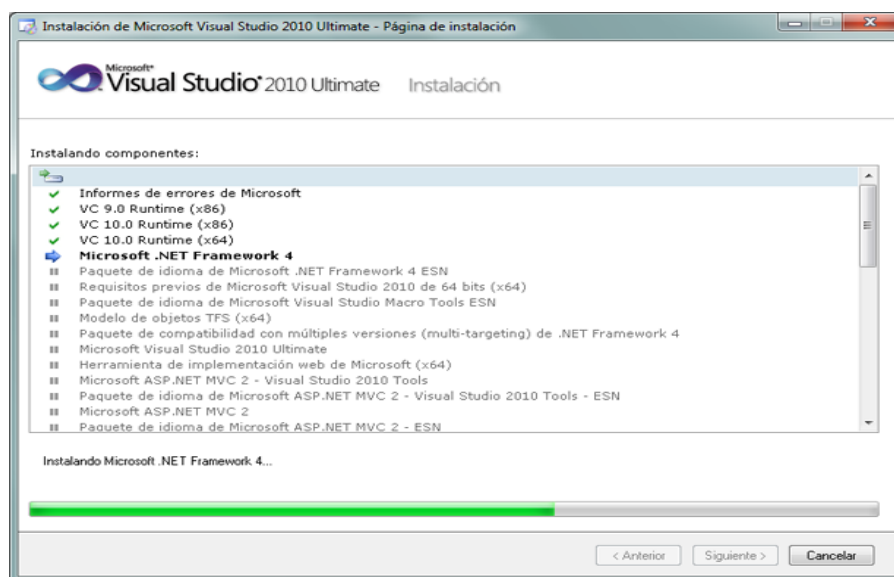 Instalación de Microsoft Visual Studio 2010 Ultimate - Página de instalación
Microsoft®
Visual Studio® 2010 Ultimate Instalación
Instalando componentes:
Informes de errores de Microsoft
VC 9.0 Runtime (x86)
VC 10.0 Runtime (x86)
VC 10.0 Runtime (x64)
Microsoft .NET Framework 4
Paquete de idioma de Microsoft .NET Framework 4 ESN
Requisitos previos de Microsoft Visual Studio 2010 de 64 bits (x64)
Paquete de idioma de Microsoft Visual Studio Macro Tools ESN
Modelo de objetos TFS (x64)
Paquete de compatibilidad con múltiples versiones (multi-targeting) de .NET Framework 4
Microsoft Visual Studio 2010 Ultimate
Herramienta de implementación web de Microsoft (x64)
Microsoft ASP.NET MVC 2 - Visual Studio 2010 Tools
Paquete de idioma de Microsoft ASP.NET MVC 2 - Visual Studio 2010 Tools - ESN
Microsoft ASP.NET MVC 2
Paquete de idioma de Microsoft ASP.NET MVC 2 - ESN
Instalando Microsoft .NET Framework 4...
< Anterior Siguiente > Cancelar